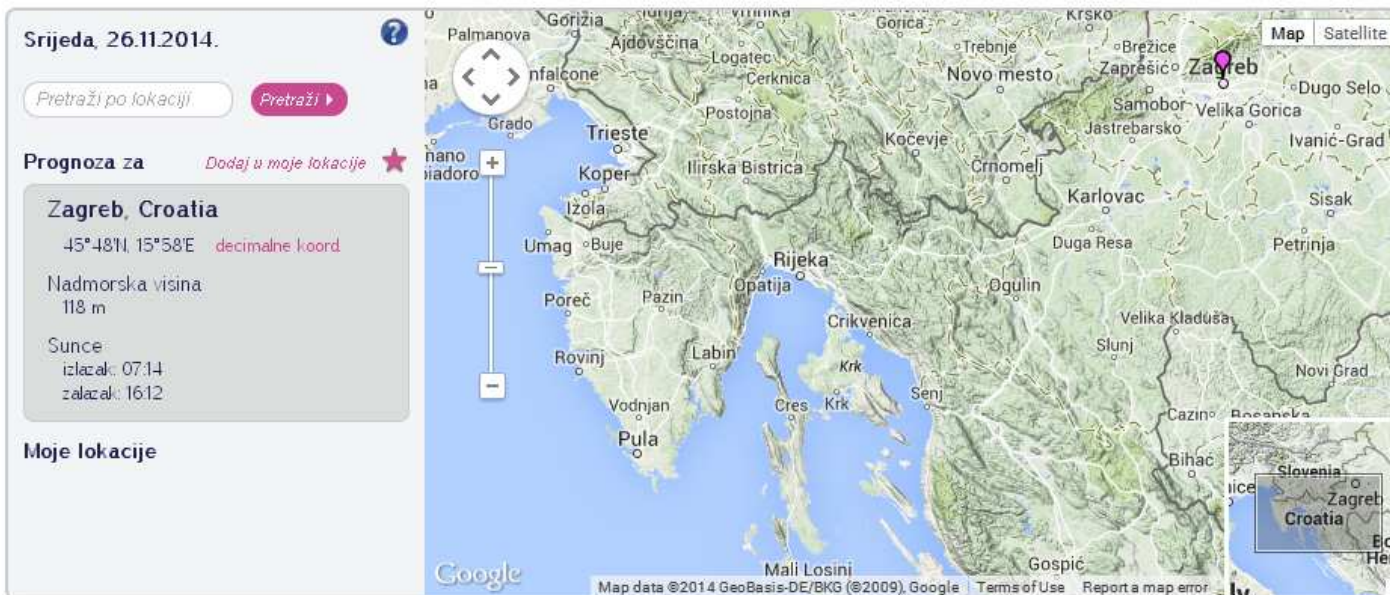 Srijeda, 26.11.2014.
Pretraži po lokaciji
Pretraži
Prognoza za
Dodaj u moje lokacije
Zagreb, Croatia
45°48'N, 15°58'E decimalne koord.
Nadmorska visina
118 m
Sunce
izlazak: 07:14
zalazak: 16:12
Moje lokacije
Map Satellite
Gorizia
Vrhnika
Gorica
Krško
Palmanova
Ajdovščina
Logatec
Trebnje
Brežice
Cerknica
Novo mesto
Zaprešić
Zagreb
Dugo Selo
Postojna
Samobor
Velika Gorica
Grado
Trieste
Kočevje
Jastrebarsko
Ivanić-Grad
Koper
Ilirska Bistrica
Črnomelj
Karlovac
Sisak
Izola
Umag
Buje
Duga Resa
Petrinja
Rijeka
Opatija
Ogulin
Poreč
Pazin
Crikvenica
Velika Kladuša
Rovinj
Labin
Krk
Slunj
Novi Grad
Vodnjan
Cres
Krk
Senj
Cazin
Bosanska
Pula
Bihać
Slovenia
Zagreb
Croatia
Gospić
Mali Losinj
Google
Map data ©2014 GeoBasis-DE/BKG (©2009), Google
Terms of Use
Report a map error